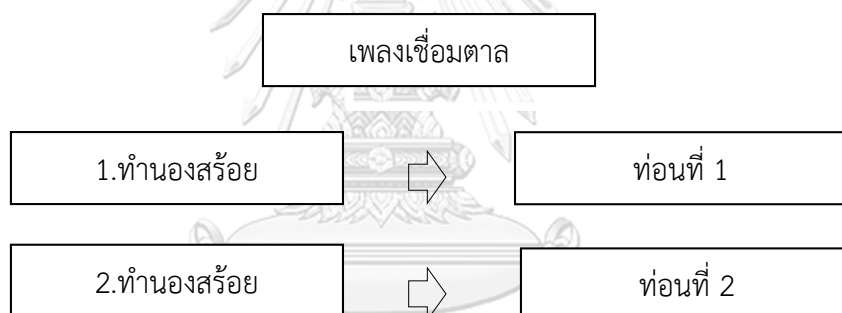 เพลงเชื่อมตาล
1.ทำนองสร้อย ท่อนที่ 1
2.ทำนองสร้อย ท่อนที่ 2